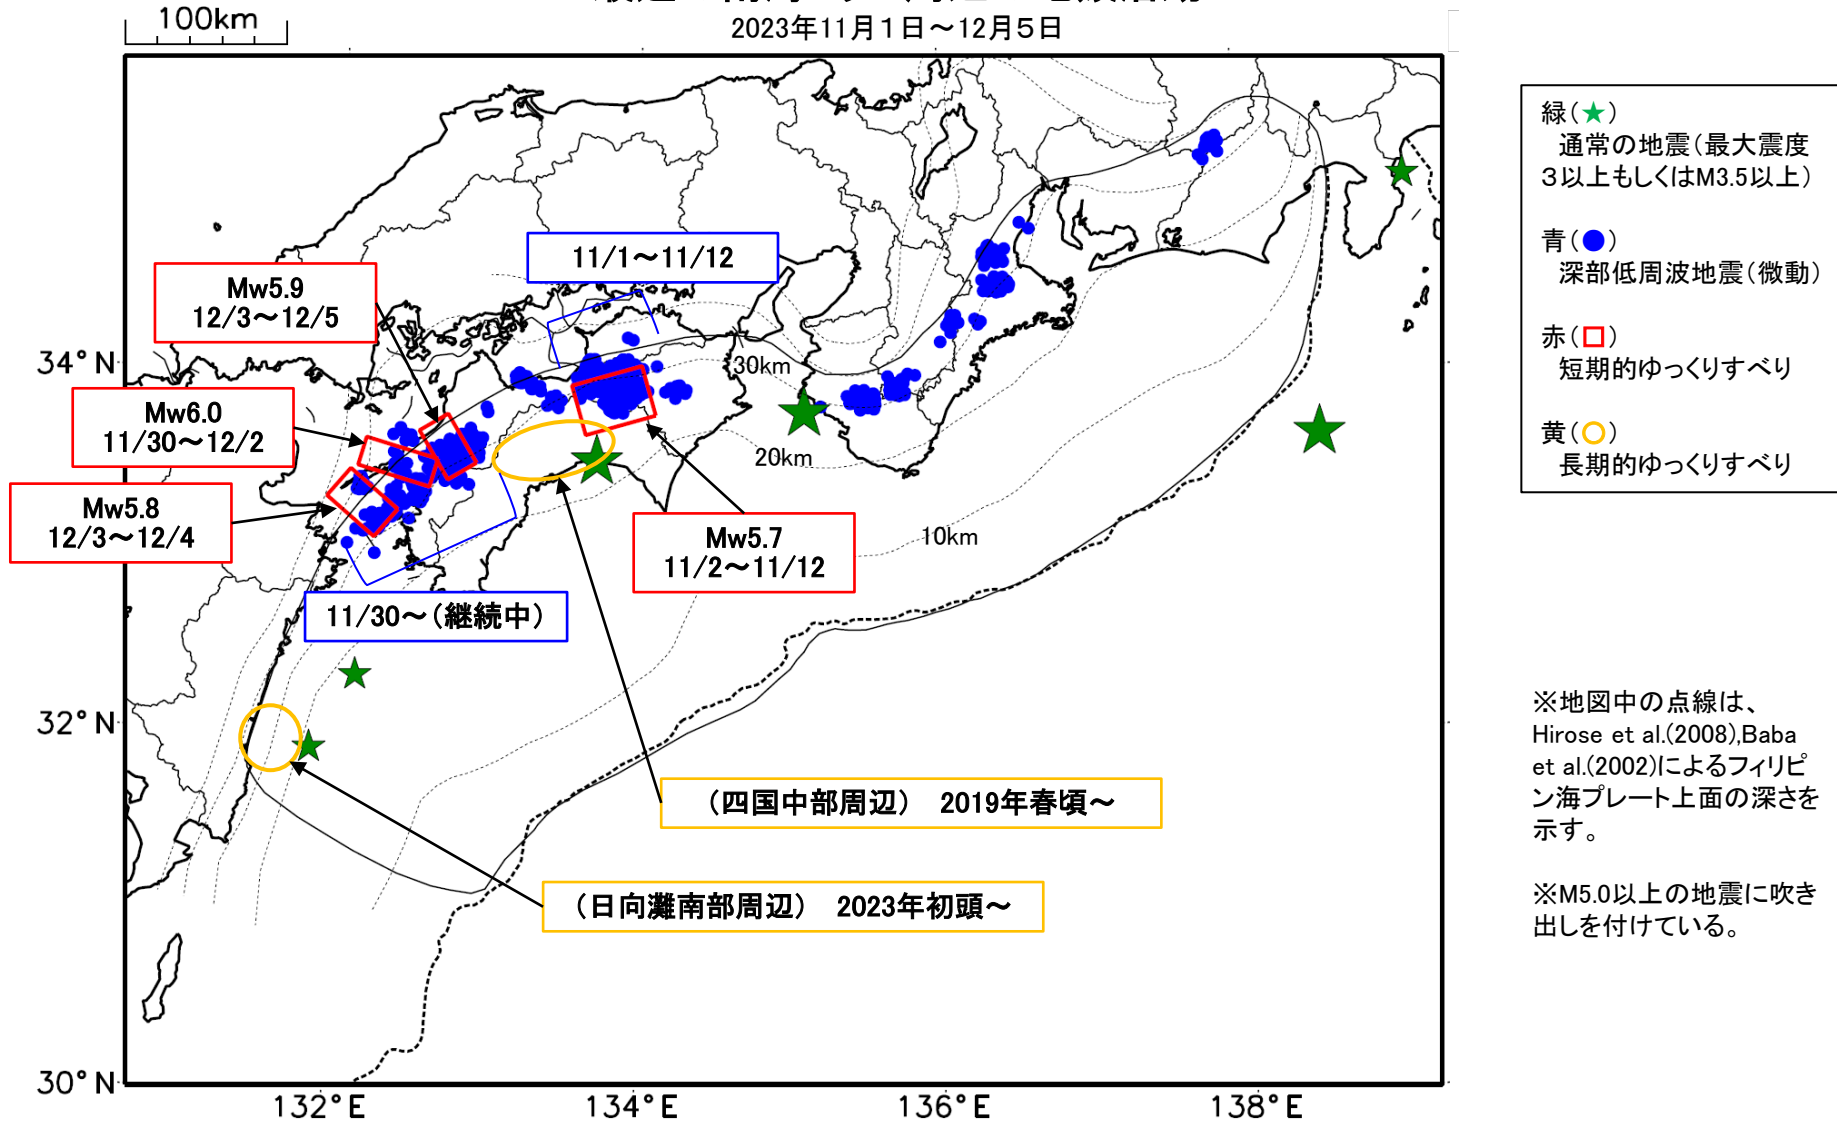 100km
2023年11月1日～12月5日
11/1～11/12
Mw5.9
12/3～12/5
34°N
30km
Mw6.0
11/30～12/2
20km
Mw5.8
12/3～12/4
Mw5.7
11/2～11/12
10km
11/30～（継続中）
32°N
（四国中部周辺）　2019年春頃～
（日向灘南部周辺）　2023年初頭～
30°N
132°E
134°E
136°E
138°E
緑（★）
通常の地震（最大震度
３以上もしくはM3.5以上）
青（●）
深部低周波地震（微動）
赤（□）
短期的ゆっくりすべり
黄（○）
長期的ゆっくりすべり
※地図中の点線は、
Hirose et al.(2008),Baba
et al.(2002)によるフィリピ
ン海プレート上面の深さを
示す。
※M5.0以上の地震に吹き
出しを付けている。